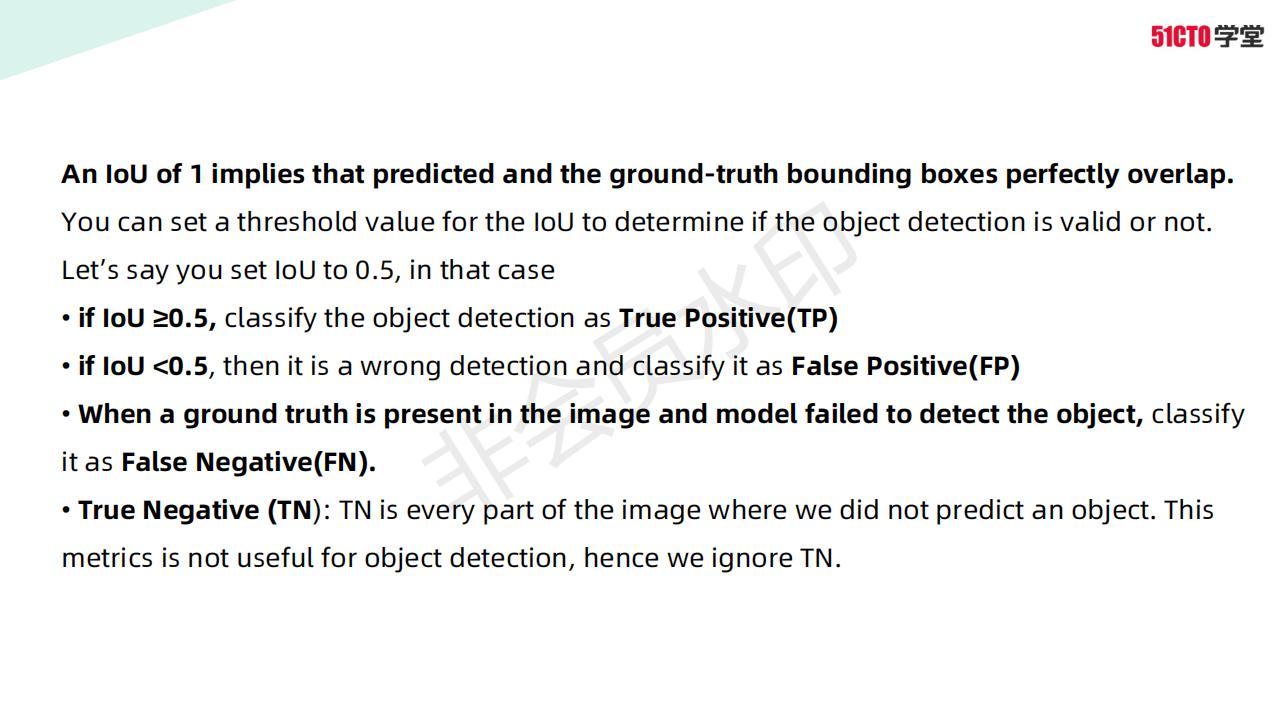 51CTO学堂
An IoU of 1 implies that predicted and the ground-truth bounding boxes perfectly overlap.
You can set a threshold value for the IoU to determine if the object detection is valid or not.
Let’s say you set IoU to 0.5, in that case
• if IoU ≥0.5, classify the object detection as True Positive(TP)
• if IoU <0.5, then it is a wrong detection and classify it as False Positive(FP)
• When a ground truth is present in the image and model failed to detect the object, classify
it as False Negative(FN).
• True Negative (TN): TN is every part of the image where we did not predict an object. This
metrics is not useful for object detection, hence we ignore TN.
非会员水印